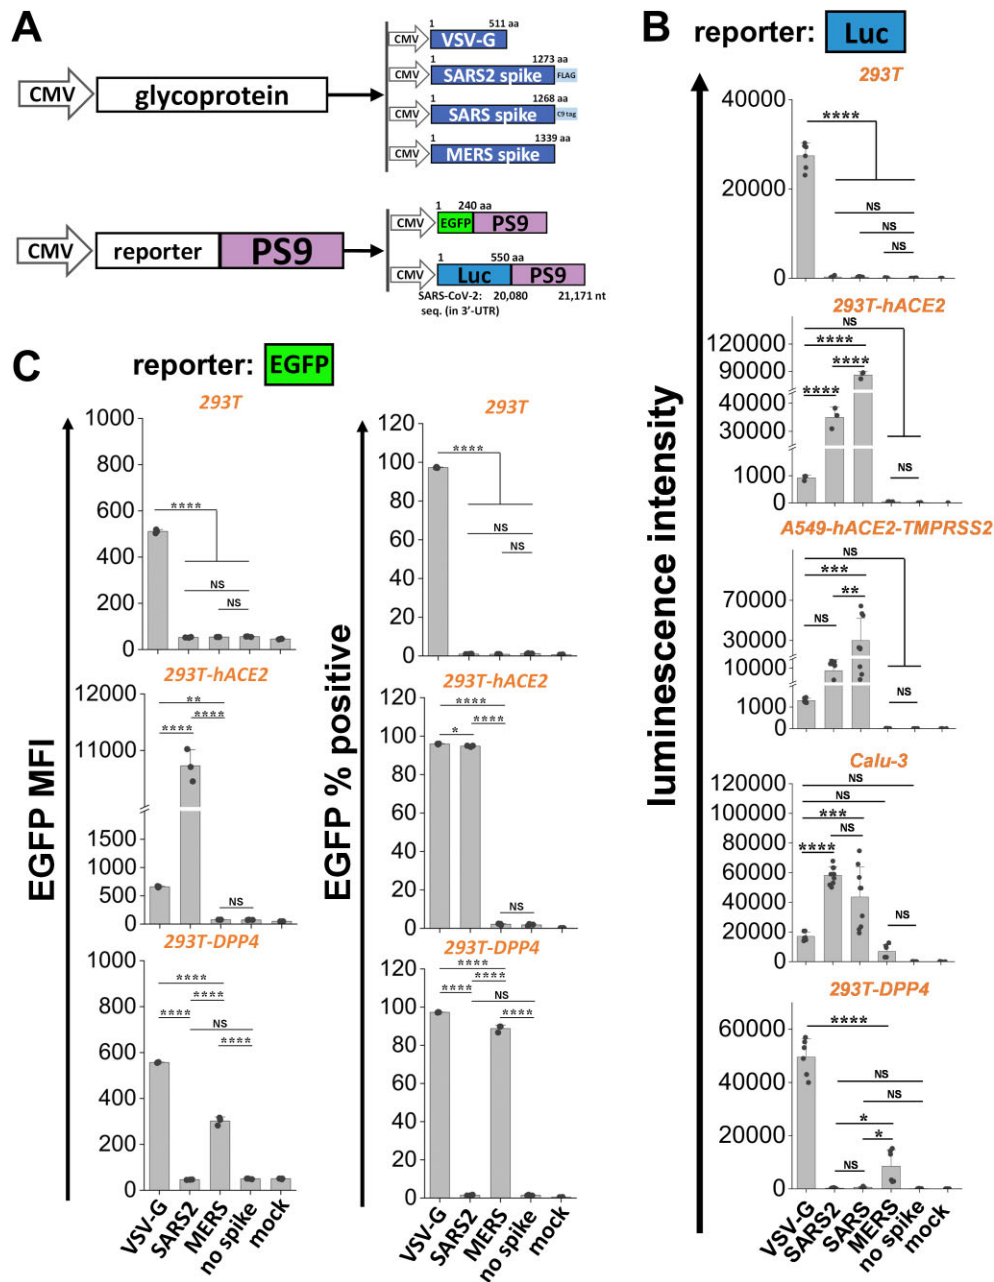 A
CMV
glycoprotein
1 511 aa
CMV VSV-G
1 1273 aa
CMV SARS2 spike FLAG
1 1268 aa
CMV SARS spike C9 tag
1 1339 aa
CMV MERS spike
CMV
reporter PS9
1 240 aa
CMV EGFP PS9
1 550 aa
CMV Luc PS9
SARS-CoV-2: 20,080 21,171 nt
seq. (in 3'-UTR)
B
reporter: Luc
luminescence intensity
293T
40000
20000
0
****
NS
NS
NS
293T-hACE2
120000
90000
40000
30000
1000
0
NS
****
****
****
NS
A549-hACE2-TMPRSS2
70000
30000
10000
1000
0
NS
***
**
NS
NS
Calu-3
120000
100000
80000
60000
40000
20000
0
NS
NS
***
NS
****
NS
293T-DPP4
60000
40000
20000
0
****
NS
NS
*
*
NS
VSV-G
SARS2
SARS
MERS
no spike
mock
C
reporter: EGFP
EGFP MFI
293T
1000
800
600
400
200
0
****
NS
NS
293T-hACE2
12000
11000
1500
1000
500
0
**
****
****
NS
293T-DPP4
1000
800
600
400
200
0
****
****
****
NS
****
VSV-G
SARS2
MERS
no spike
mock
EGFP % positive
293T
120
100
80
60
40
20
0
****
NS
NS
293T-hACE2
120
100
80
60
40
20
0
****
****
*
NS
293T-DPP4
120
100
80
60
40
20
0
****
****
****
NS
****
VSV-G
SARS2
MERS
no spike
mock